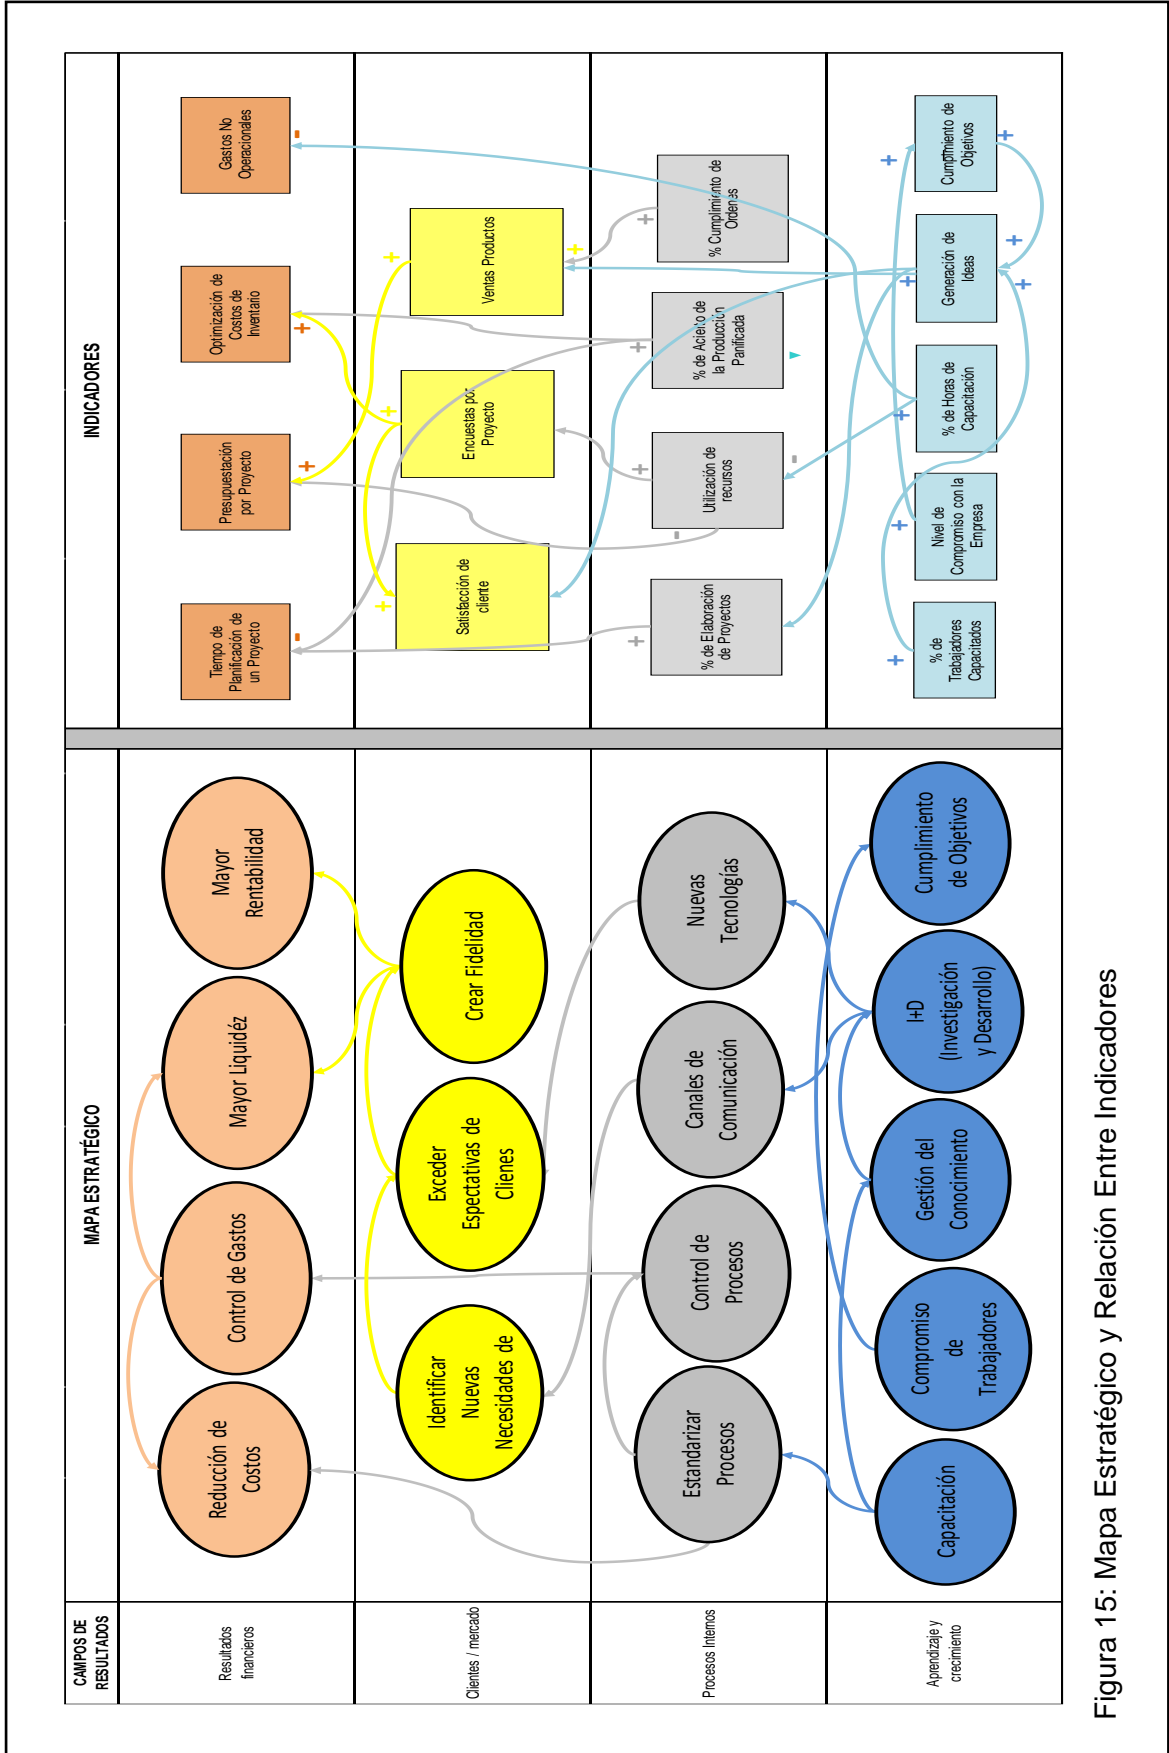 CAMPOS DE
RESULTADOS
MAPA ESTRATÉGICO
INDICADORES
Resultados
financieros
Reducción de
Costos
Control de Gastos
Mayor Liquidéz
Mayor
Rentabilidad
Tiempo de
Planificación de
un Proyecto
-
Presupuestación
por Proyecto
+
Optimización de
Costos de
Inventario
+
Gastos No
Operacionales
-
Clientes / mercado
Identificar
Nuevas
Necesidades de
Exceder
Espectativas de
Clienes
Crear Fidelidad
+
Satisfacción de
cliente
+
Encuestas por
Proyecto
+
Ventas Productos
+
Procesos Internos
Estandarizar
Procesos
Control de
Procesos
Canales de
Comunicación
Nuevas
Tecnologías
+
% de Elaboración
de Proyectos
-
+
Utilización de
recursos
-
+
% de Acierto de
la Producción
Panificada
+
% Cumplimiento de
Ordenes
Aprendizaje y
crecimiento
Capacitación
Compromiso
de
Trabajadores
Gestión del
Conocimiento
I+D
(Investigación
y Desarrollo)
Cumplimiento
de Objetivos
+
% de
Trabajadores
Capacitados
+
Nivel de
Compromiso con la
Empresa
+
% de Horas de
Capacitación
+
Generación de
Ideas
+
+
+
Cumplimiento de
Objetivos
+
Figura 15: Mapa Estratégico y Relación Entre Indicadores